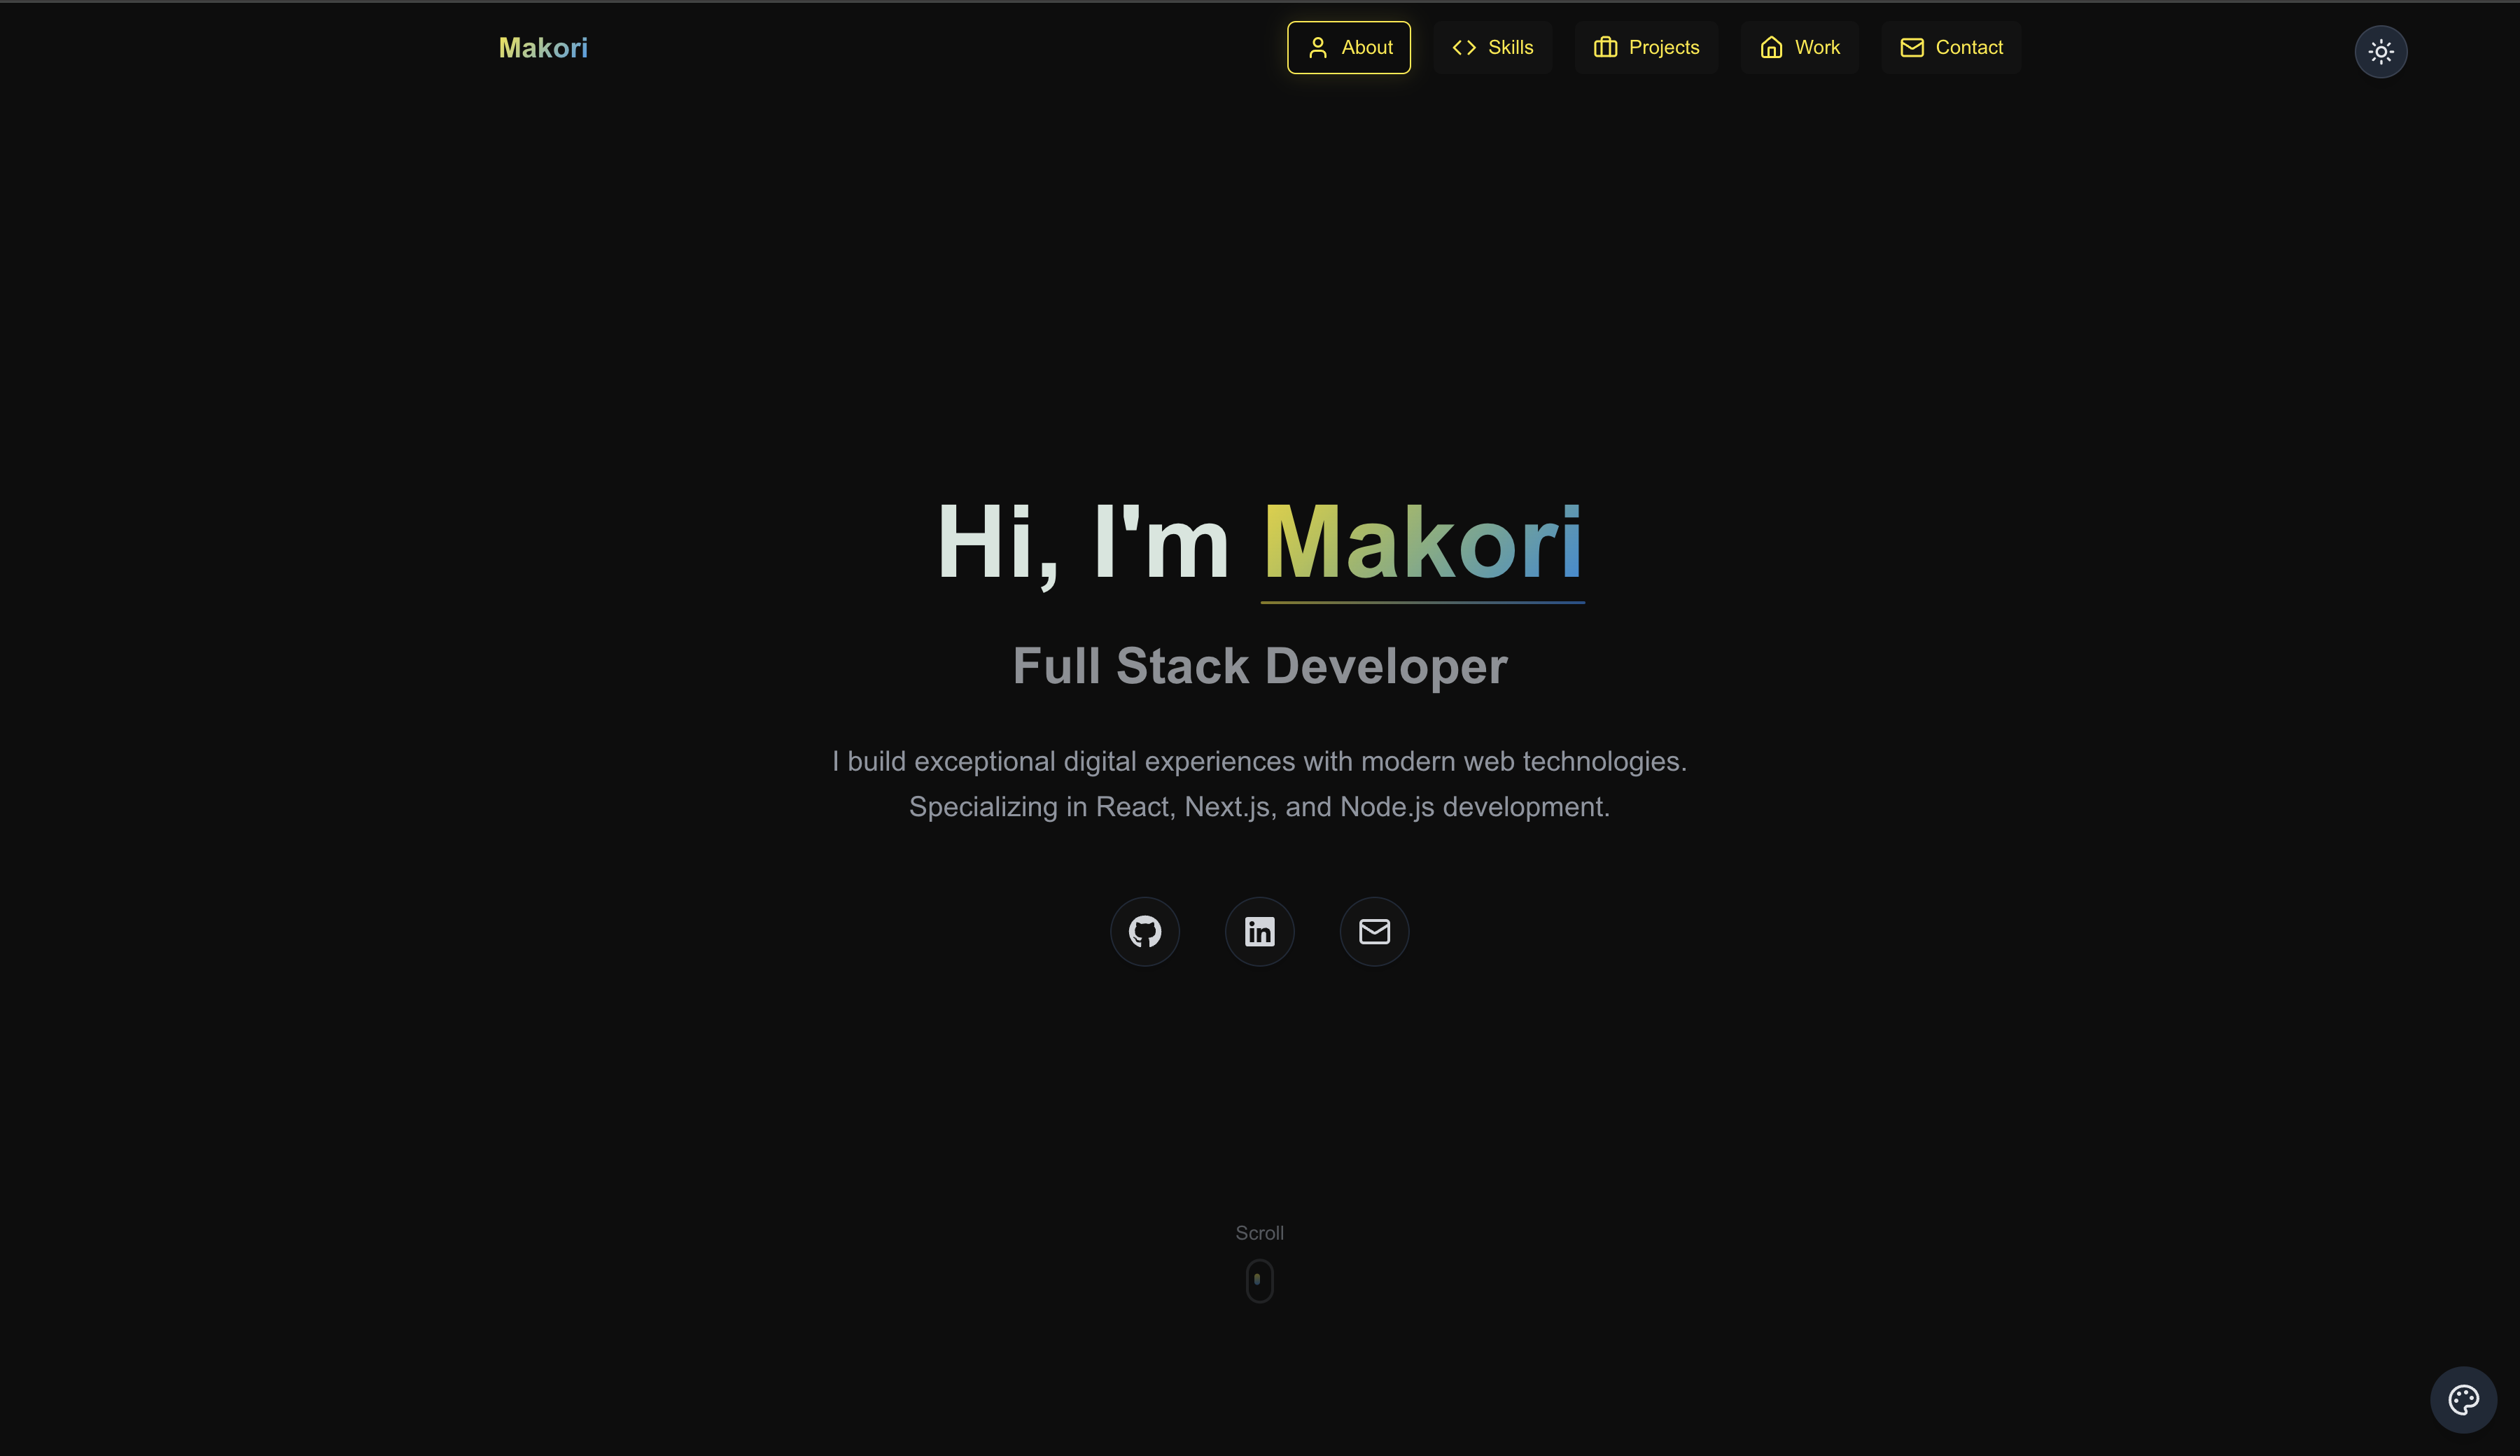 Makori
About
Skills
Projects
Work
Contact
Hi, I'm Makori
Full Stack Developer
I build exceptional digital experiences with modern web technologies.
Specializing in React, Next.js, and Node.js development.
Scroll